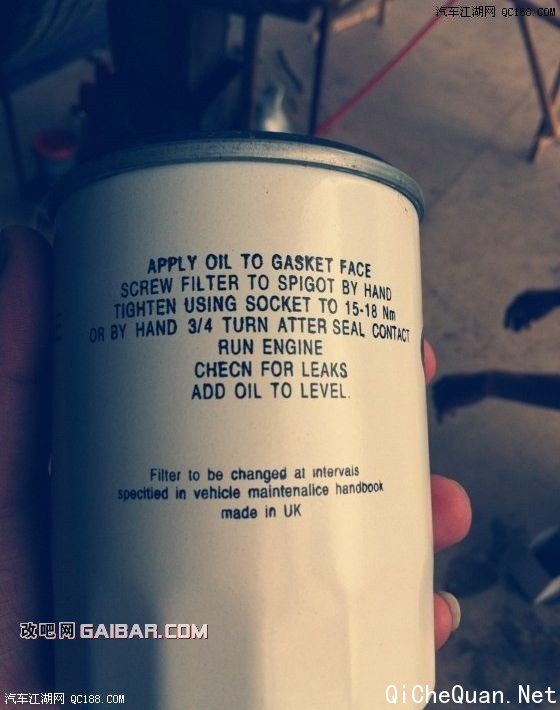 汽车江湖网 QC188.COM
APPLY OIL TO GASKET FACE
SCREW FILTER TO SPIGOT BY HAND
TIGHTEN USING SOCKET TO 15-18 Nm
OR BY HAND 3/4 TURN ATTER SEAL CONTACT
RUN ENGINE
CHECN FOR LEAKS
ADD OIL TO LEVEL.
Filter to be changed at intervals
specitied in vehicle maintenalice handbook
made in UK
改吧网 GAIBAR.COM
汽车江湖网 QC188.COM
QiCheQuan.Net